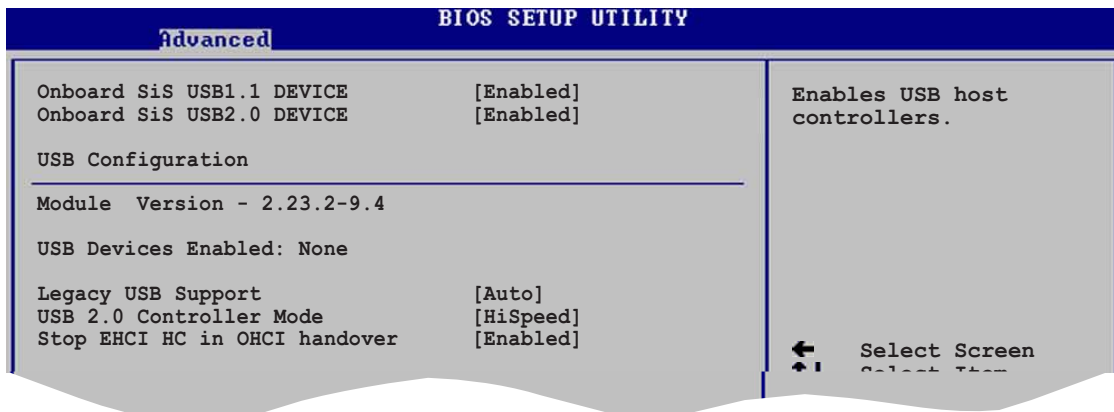 BIOS SETUP UTILITY
Advanced
Onboard SiS USB1.1 DEVICE [Enabled]
Onboard SiS USB2.0 DEVICE [Enabled]
USB Configuration
Module Version - 2.23.2-9.4
USB Devices Enabled: None
Legacy USB Support [Auto]
USB 2.0 Controller Mode [HiSpeed]
Stop EHCI HC in OHCI handover [Enabled]
Enables USB host
controllers.
← Select Screen
Select Item